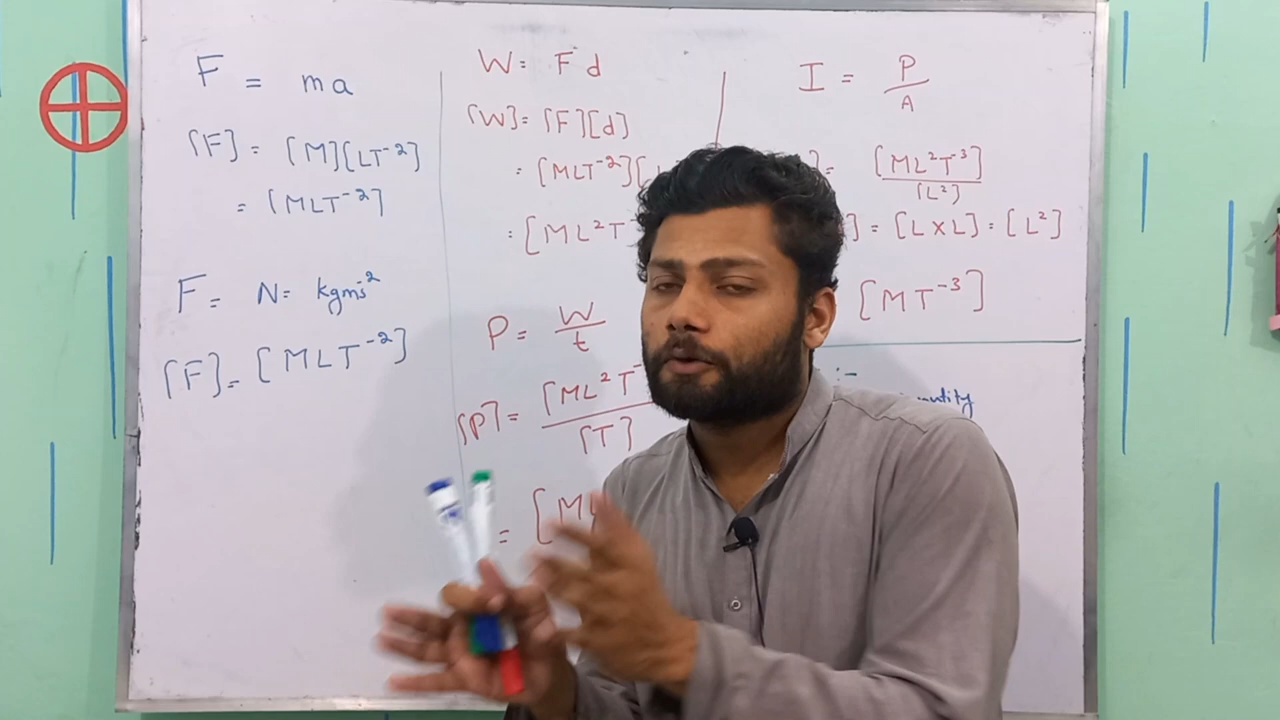 F = ma
[F] = [M][LT⁻²]
= [MLT⁻²]
F = N = kgms⁻²
[F] = [MLT⁻²]
W = Fd
[W] = [F][d]
= [MLT⁻²][
= [ML²T
P = W/t
[P] = [ML²T⁻ / [T]
= [ML
I = P/A
] = [ML²T⁻³] / [L²]
] = [L×L] = [L²]
[MT⁻³]